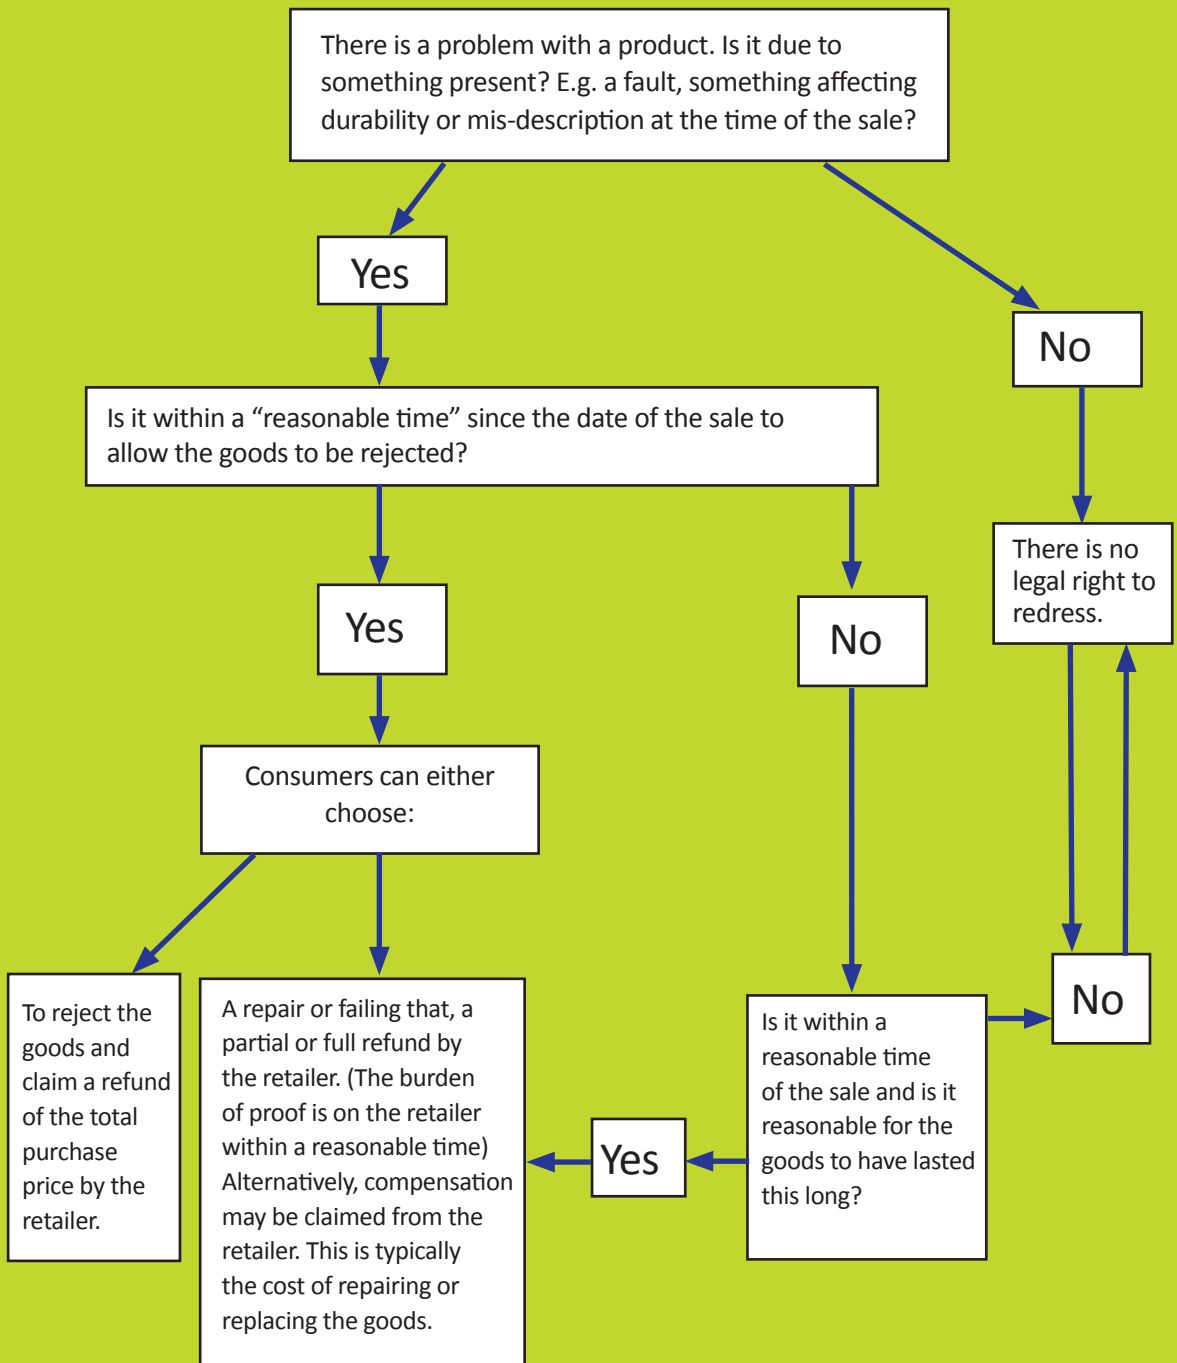 There is a problem with a product. Is it due to
something present? E.g. a fault, something affecting
durability or mis-description at the time of the sale?
Yes
No
Is it within a “reasonable time” since the date of the sale to
allow the goods to be rejected?
There is no
legal right to
redress.
Yes
No
Consumers can either
choose:
To reject the
goods and
claim a refund
of the total
purchase
price by the
retailer.
A repair or failing that, a
partial or full refund by
the retailer. (The burden
of proof is on the retailer
within a reasonable time)
Alternatively, compensation
may be claimed from the
retailer. This is typically
the cost of repairing or
replacing the goods.
Yes
Is it within a
reasonable time
of the sale and is it
reasonable for the
goods to have lasted
this long?
No